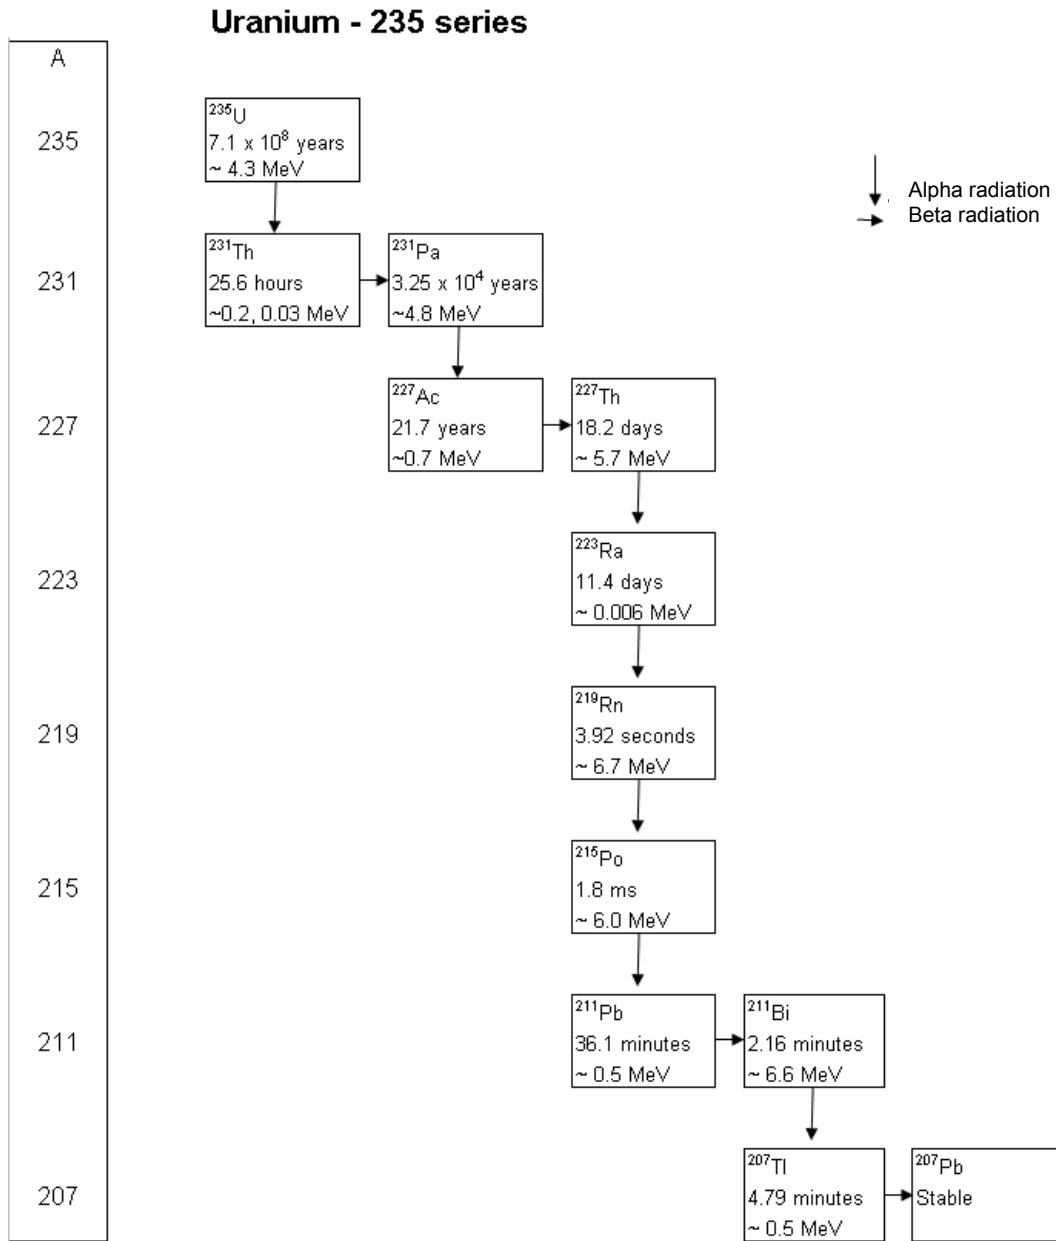 Uranium - 235 series
A
235
²³⁵U
7.1 x 10⁸ years
~ 4.3 MeV
Alpha radiation
Beta radiation
231
²³¹Th
25.6 hours
~0.2, 0.03 MeV
²³¹Pa
3.25 x 10⁴ years
~4.8 MeV
227
²²⁷Ac
21.7 years
~0.7 MeV
²²⁷Th
18.2 days
~ 5.7 MeV
223
²²³Ra
11.4 days
~ 0.006 MeV
219
²¹⁹Rn
3.92 seconds
~ 6.7 MeV
215
²¹⁵Po
1.8 ms
~ 6.0 MeV
211
²¹¹Pb
36.1 minutes
~ 0.5 MeV
²¹¹Bi
2.16 minutes
~ 6.6 MeV
207
²⁰⁷Tl
4.79 minutes
~ 0.5 MeV
²⁰⁷Pb
Stable